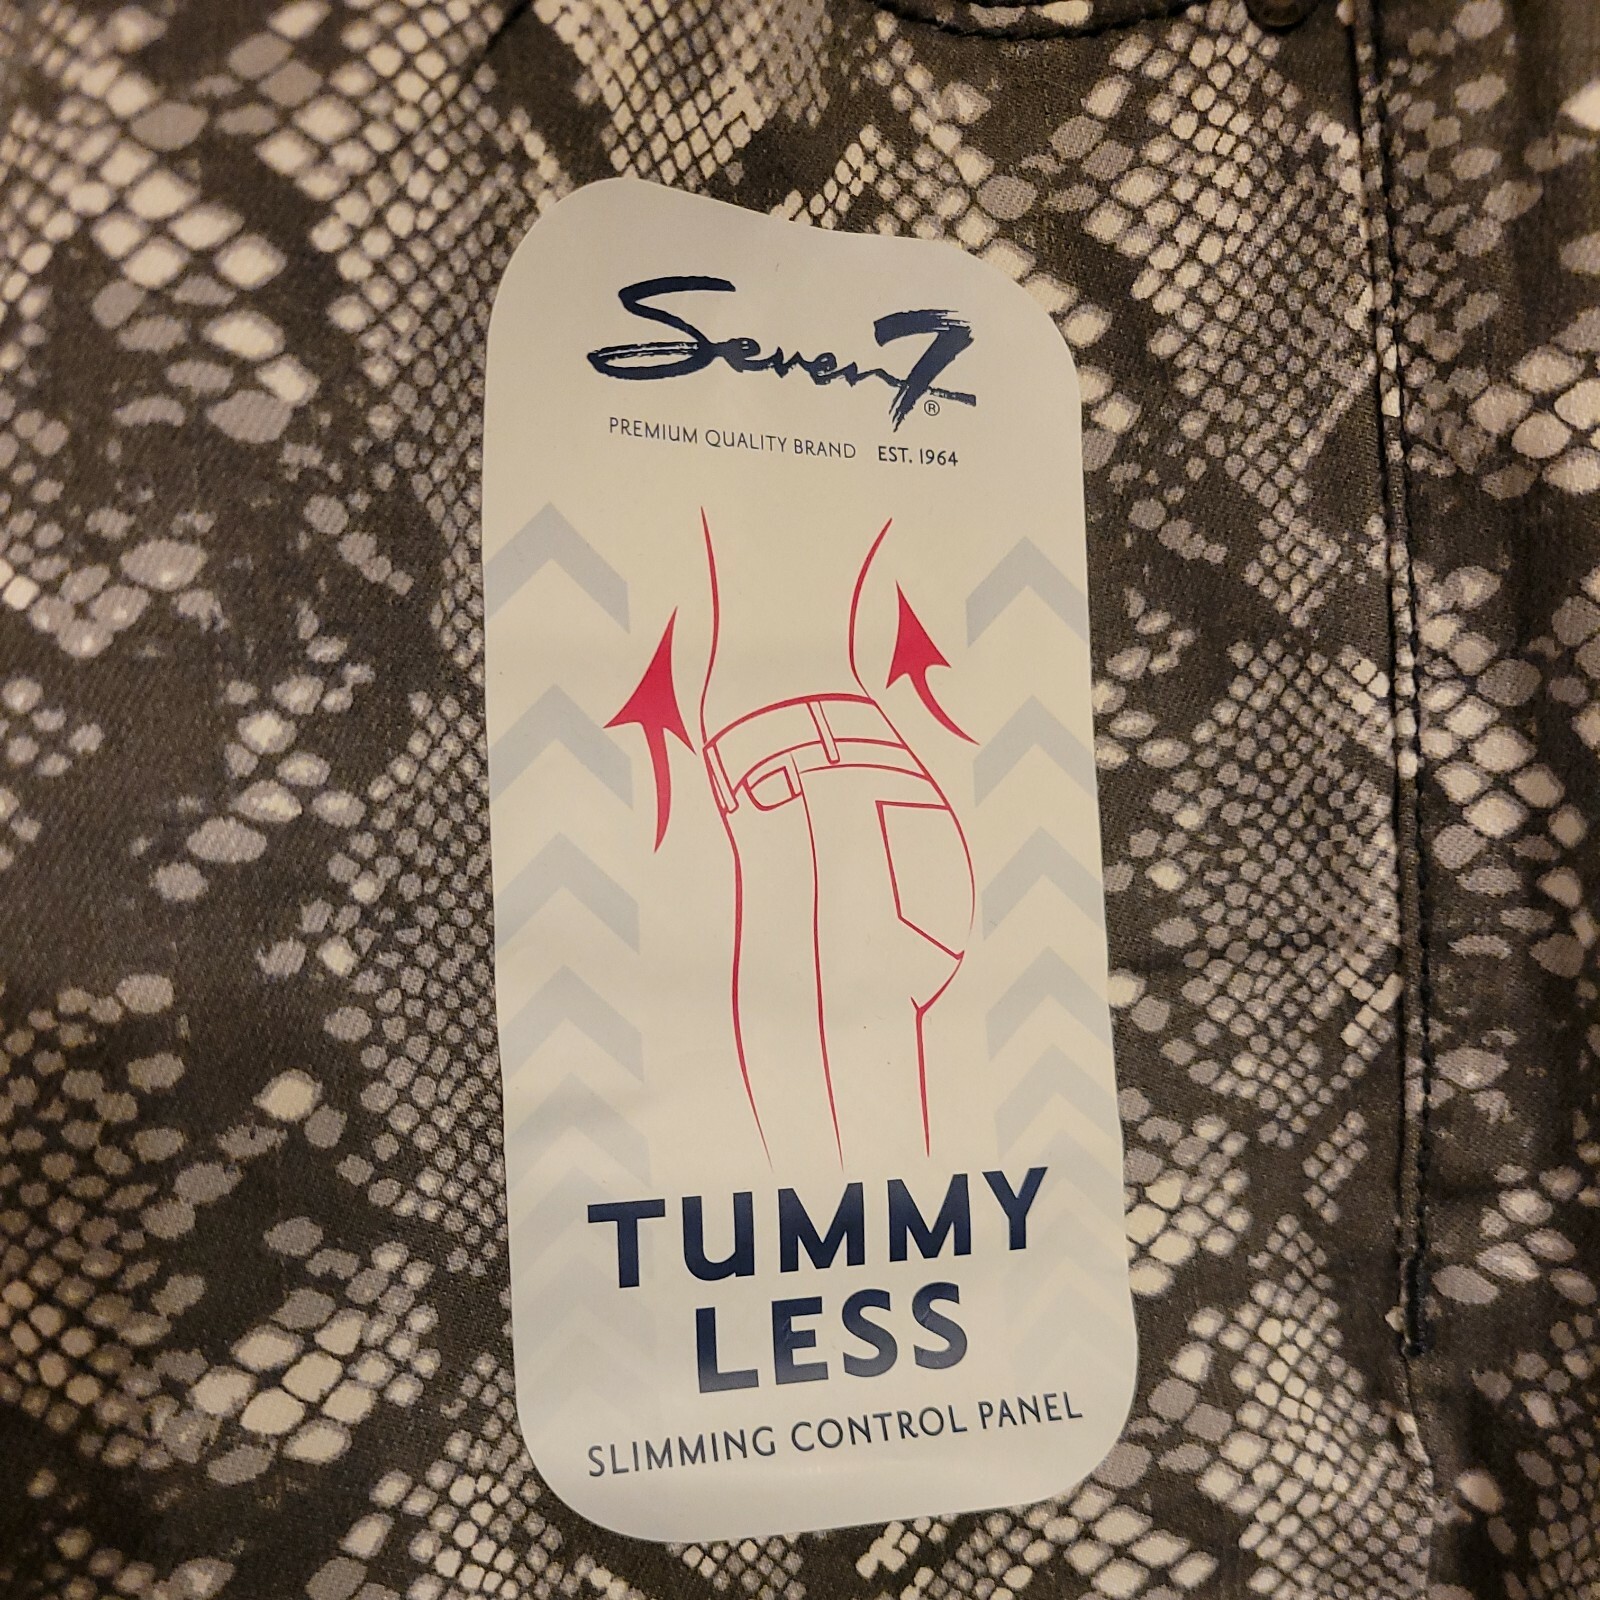 Seven7®
PREMIUM QUALITY BRAND EST. 1964
TUMMY
LESS
SLIMMING CONTROL PANEL